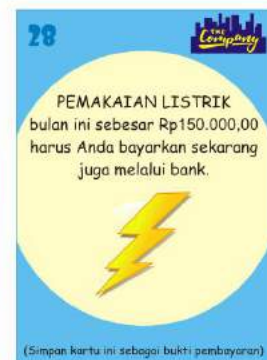 28
THE
Company
PEMAKAIAN LISTRIK
bulan ini sebesar Rp150.000,00
harus Anda bayarkan sekarang
juga melalui bank.
(Simpan kartu ini sebagai bukti pembayaran)